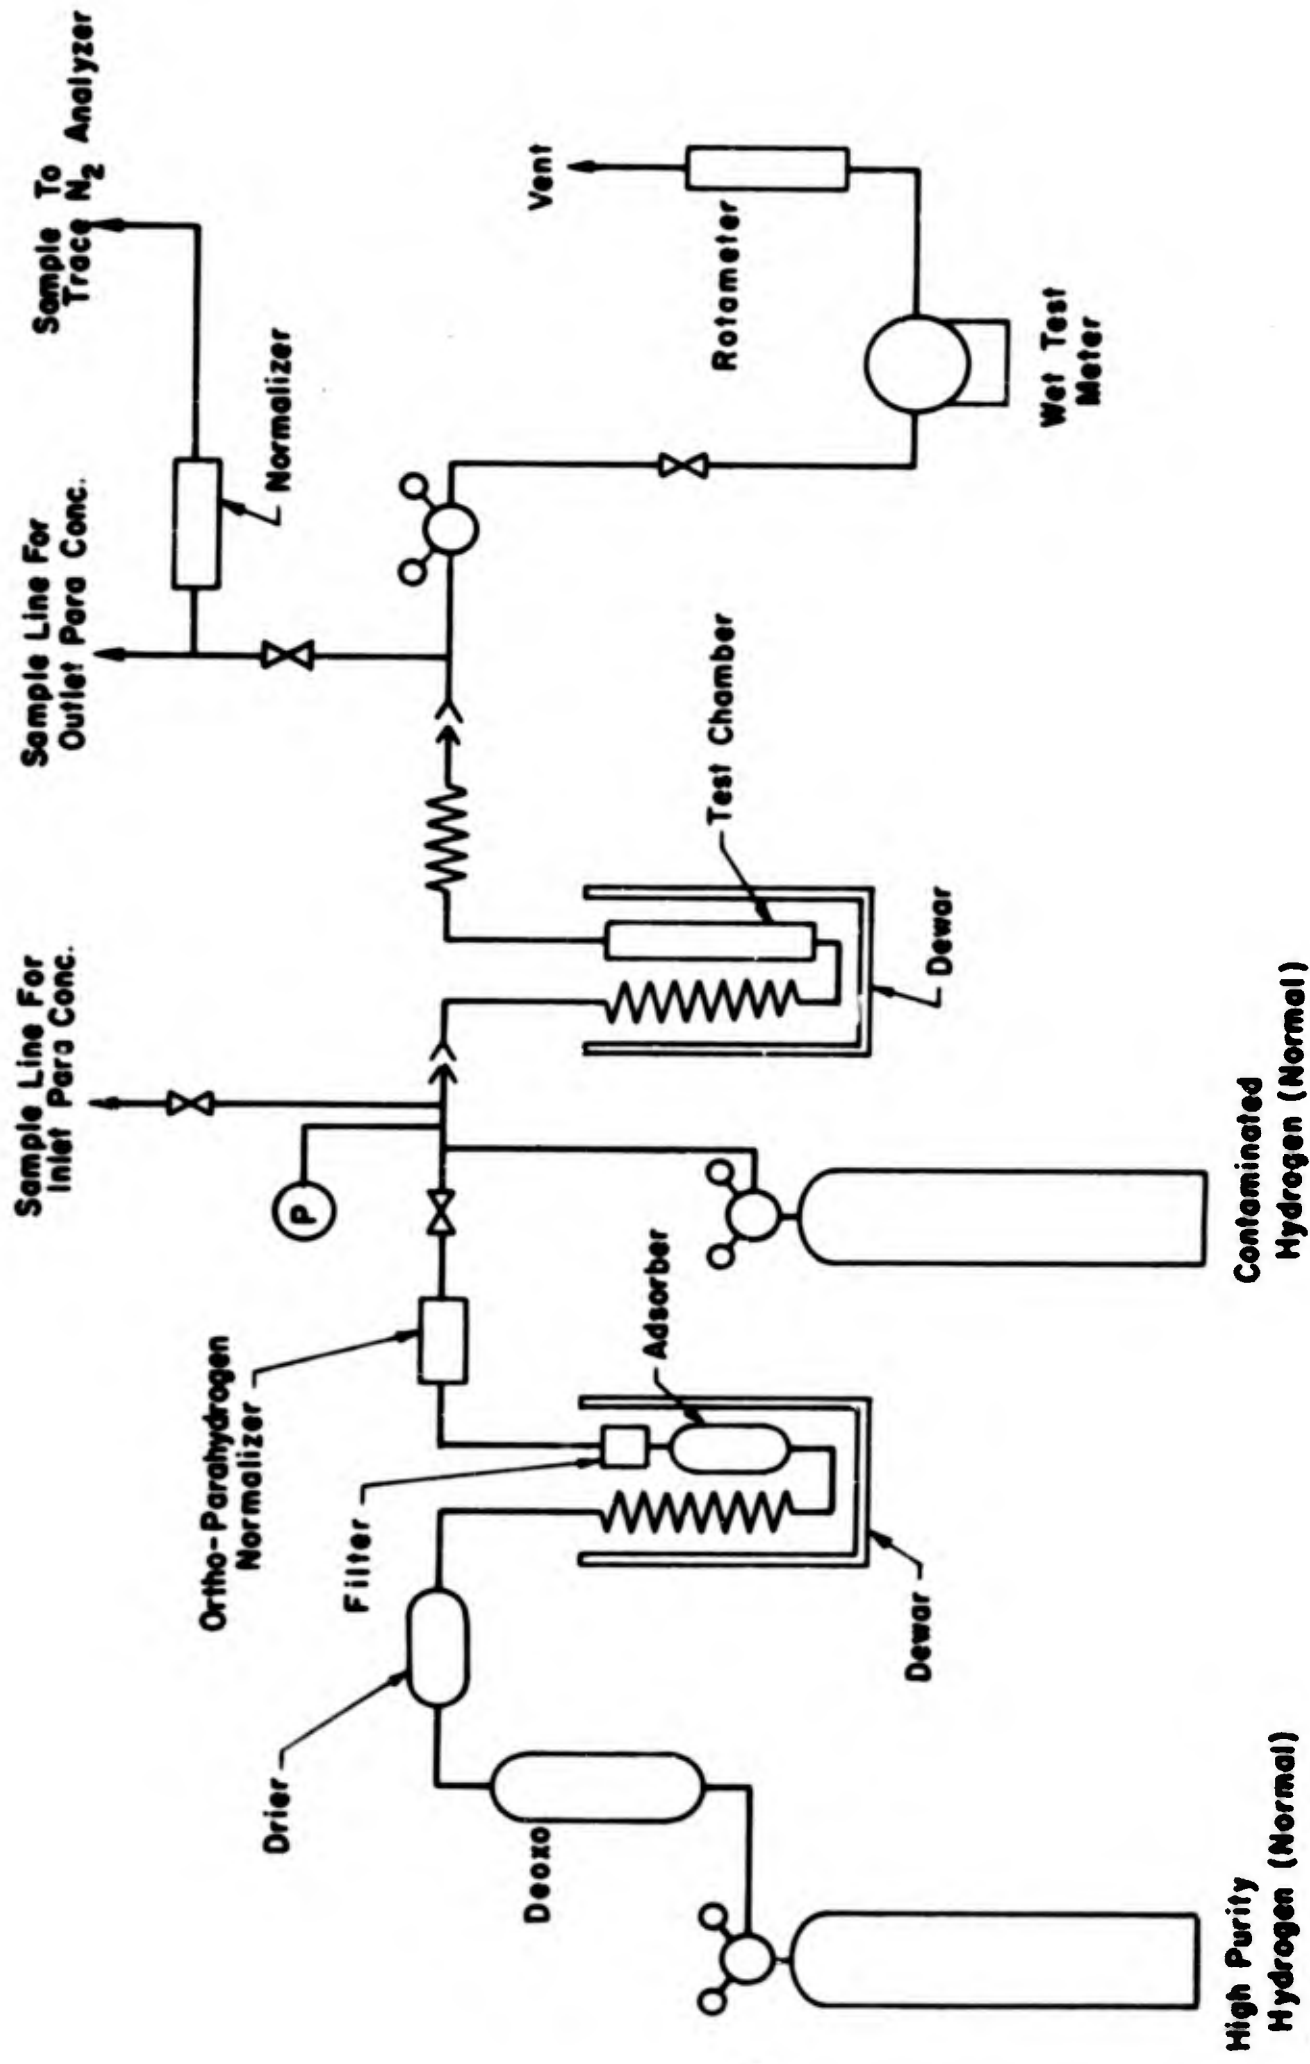 Sample Line For
Inlet Para Conc.
Sample Line For
Outlet Para Conc.
Sample To
Trace N2 Analyzer
Normalizer
P
Ortho-Parahydrogen
Normalizer
Drier
Filter
Deoxo
Adsorber
Dewar
Test Chamber
Dewar
Vent
Rotameter
Wet Test
Meter
High Purity
Hydrogen (Normal)
Contaminated
Hydrogen (Normal)